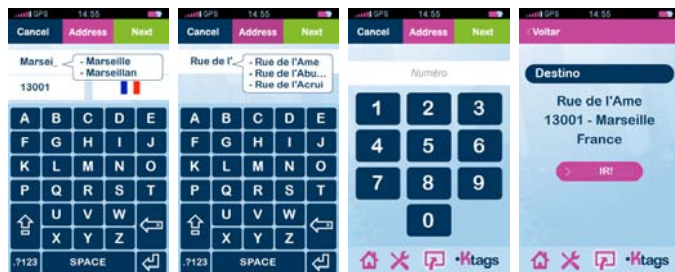 GPS 14:55
Cancel Address Next
Marsei_
- Marseille
- Marseillan
13001
A B C D E
F G H I J
K L M N O
P Q R S T
U V W
X Y Z
.?123 SPACE
GPS 14:55
Cancel Address Next
Rue de l'_
- Rue de l'Ame
- Rue de l'Abu...
- Rue de l'Acrui
A B C D E
F G H I J
K L M N O
P Q R S T
U V W
X Y Z
.?123 SPACE
GPS 14:55
Cancel Address Next
Numéro
1 2 3
4 5 6
7 8 9
0
Ktags
GPS 14:55
Voltar
Destino
Rue de l'Ame
13001 - Marseille
France
> IR!
Ktags